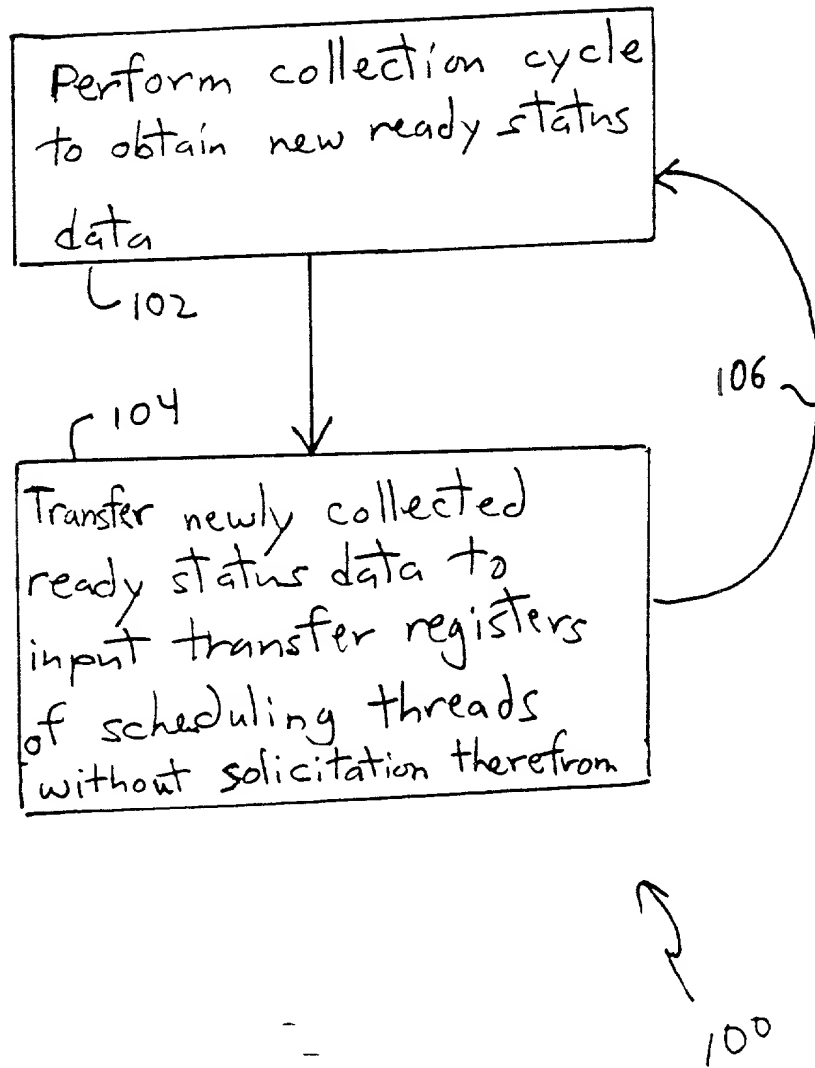 Perform collection cycle
to obtain new ready status
data
102
104
106
Transfer newly collected
ready status data to
input transfer registers
of scheduling threads
without solicitation therefrom
100